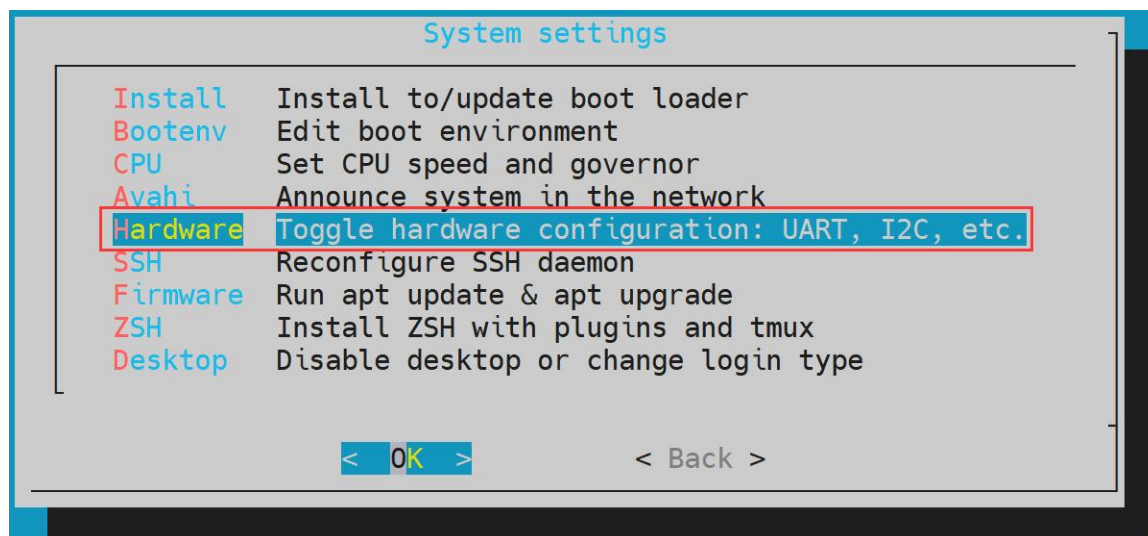 System settings
Install Install to/update boot loader
Bootenv Edit boot environment
CPU Set CPU speed and governor
Avahi Announce system in the network
Hardware Toggle hardware configuration: UART, I2C, etc.
SSH Reconfigure SSH daemon
Firmware Run apt update & apt upgrade
ZSH Install ZSH with plugins and tmux
Desktop Disable desktop or change login type
< OK > < Back >